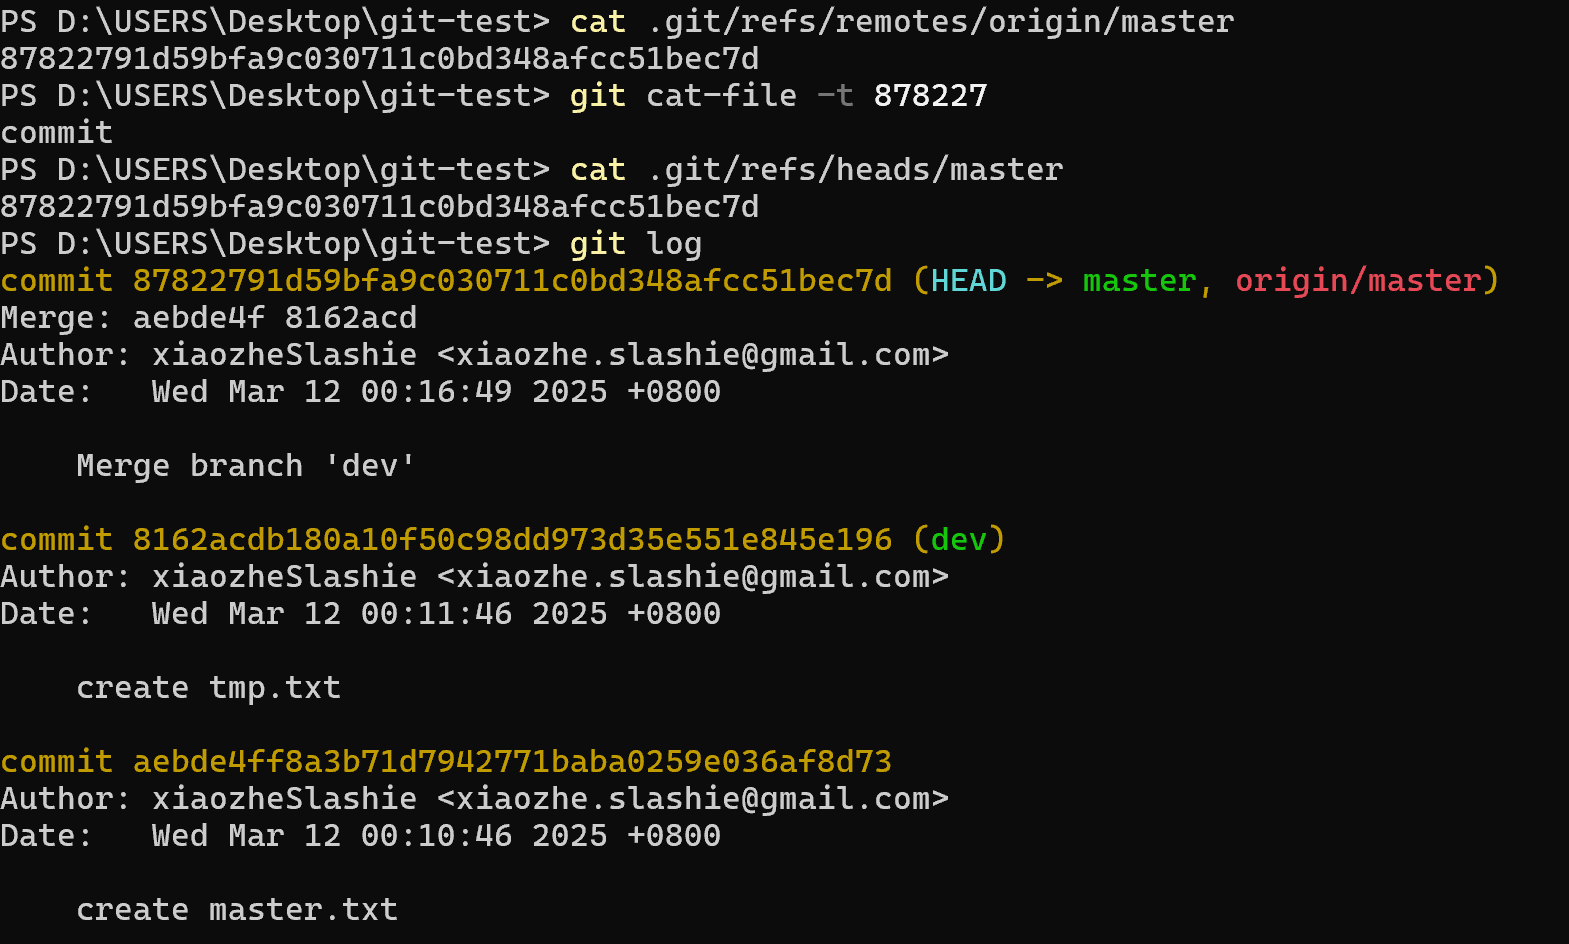 PS D:\USERS\Desktop\git-test> cat .git/refs/remotes/origin/master
87822791d59bfa9c030711c0bd348afcc51bec7d
PS D:\USERS\Desktop\git-test> git cat-file -t 878227
commit
PS D:\USERS\Desktop\git-test> cat .git/refs/heads/master
87822791d59bfa9c030711c0bd348afcc51bec7d
PS D:\USERS\Desktop\git-test> git log
commit 87822791d59bfa9c030711c0bd348afcc51bec7d (HEAD -> master, origin/master)
Merge: aebde4f 8162acd
Author: xiaozheSlashie <xiaozhe.slashie@gmail.com>
Date:   Wed Mar 12 00:16:49 2025 +0800

    Merge branch 'dev'

commit 8162acdb180a10f50c98dd973d35e551e845e196 (dev)
Author: xiaozheSlashie <xiaozhe.slashie@gmail.com>
Date:   Wed Mar 12 00:11:46 2025 +0800

    create tmp.txt

commit aebde4ff8a3b71d7942771baba0259e036af8d73
Author: xiaozheSlashie <xiaozhe.slashie@gmail.com>
Date:   Wed Mar 12 00:10:46 2025 +0800

    create master.txt